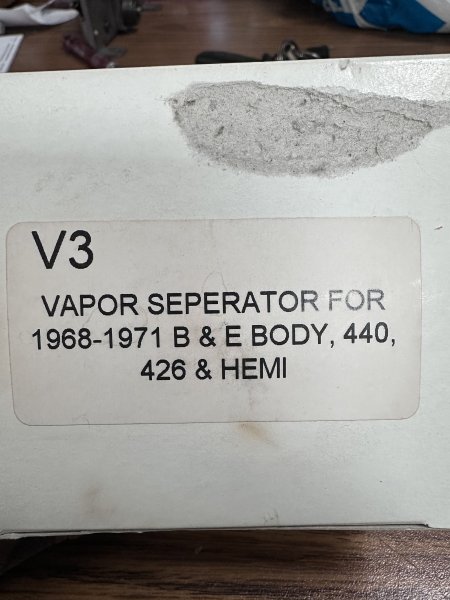 V3
VAPOR SEPERATOR FOR
1968-1971 B & E BODY, 440,
426 & HEMI